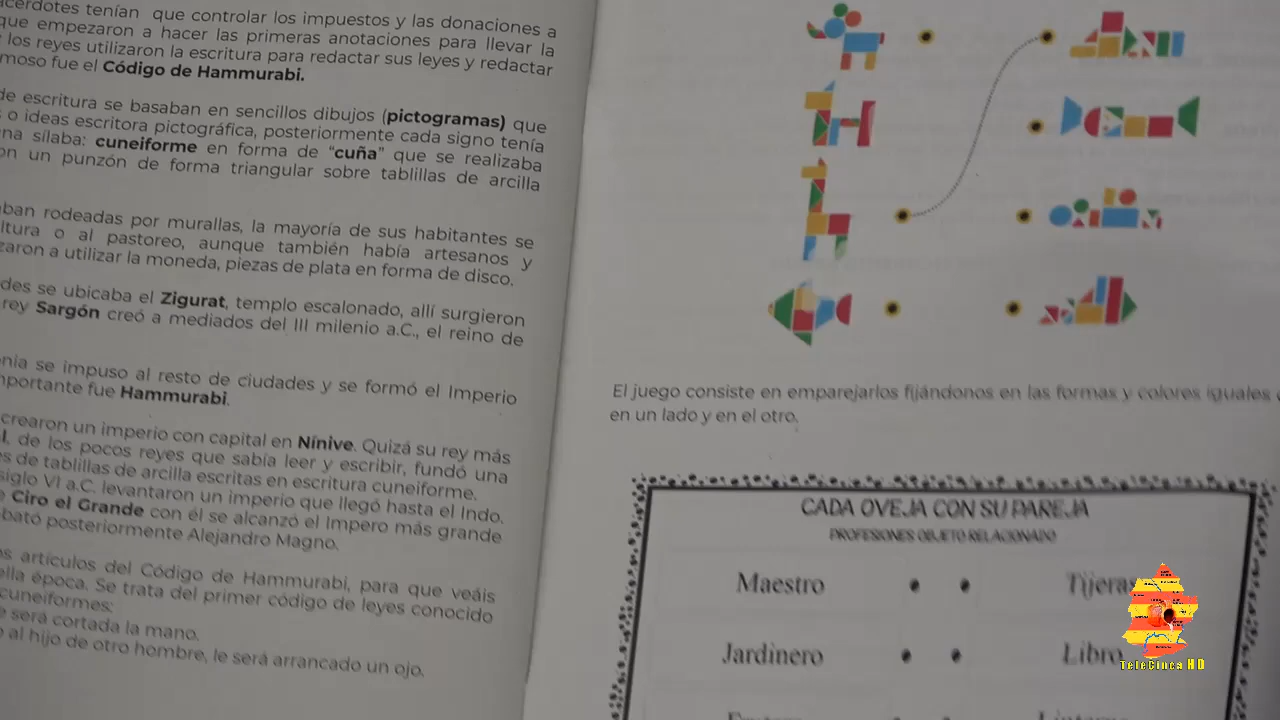 acerdotes tenían que controlar los impuestos y las donaciones a
que empezaron a hacer las primeras anotaciones para llevar la
los reyes utilizaron la escritura para redactar sus leyes y redactar
moso fue el Código de Hammurabi.
de escritura se basaban en sencillos dibujos (pictogramas) que
o ideas escritora pictográfica, posteriormente cada signo tenía
na sílaba: cuneiforme en forma de “cuña” que se realizaba
on un punzón de forma triangular sobre tablillas de arcilla
ban rodeadas por murallas, la mayoría de sus habitantes se
ltura o al pastoreo, aunque también había artesanos y
zaron a utilizar la moneda, piezas de plata en forma de disco.
des se ubicaba el Zigurat, templo escalonado, allí surgieron
rey Sargón creó a mediados del III milenio a.C., el reino de
nia se impuso al resto de ciudades y se formó el Imperio
mportante fue Hammurabi.
crearon un imperio con capital en Nínive. Quizá su rey más
l, de los pocos reyes que sabía leer y escribir, fundó una
s de tablillas de arcilla escritas en escritura cuneiforme.
siglo VI a.C. levantaron un imperio que llegó hasta el Indo.
e Ciro el Grande con él se alcanzó el Impero más grande
bató posteriormente Alejandro Magno.
os artículos del Código de Hammurabi, para que veáis
ella época. Se trata del primer código de leyes conocido
cuneiformes:
e será cortada la mano.
o al hijo de otro hombre, le será arrancado un ojo.
El juego consiste en emparejarlos fijándonos en las formas y colores iguales
en un lado y en el otro.
CADA OVEJA CON SU PAREJA
PROFESIONES OBJETO RELACIONADO
Maestro Tijeras
Jardinero Libro
TeleCinca HD